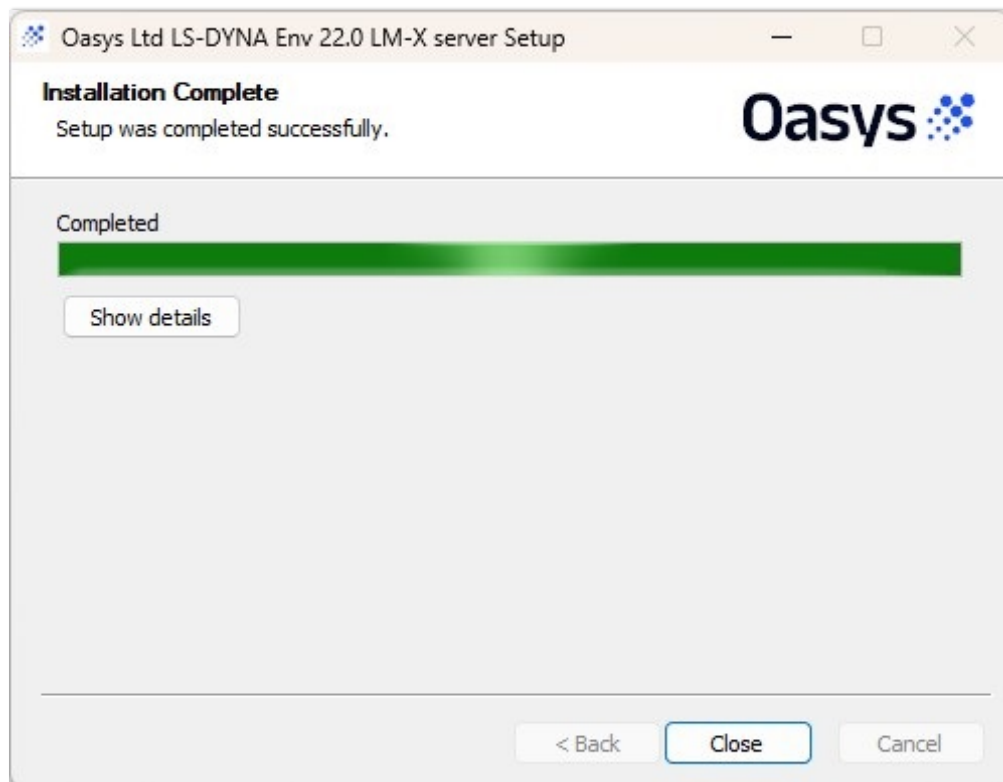 Oasys Ltd LS-DYNA Env 22.0 LM-X server Setup
Installation Complete
Setup was completed successfully.
Oasys
Completed
Show details
< Back
Close
Cancel